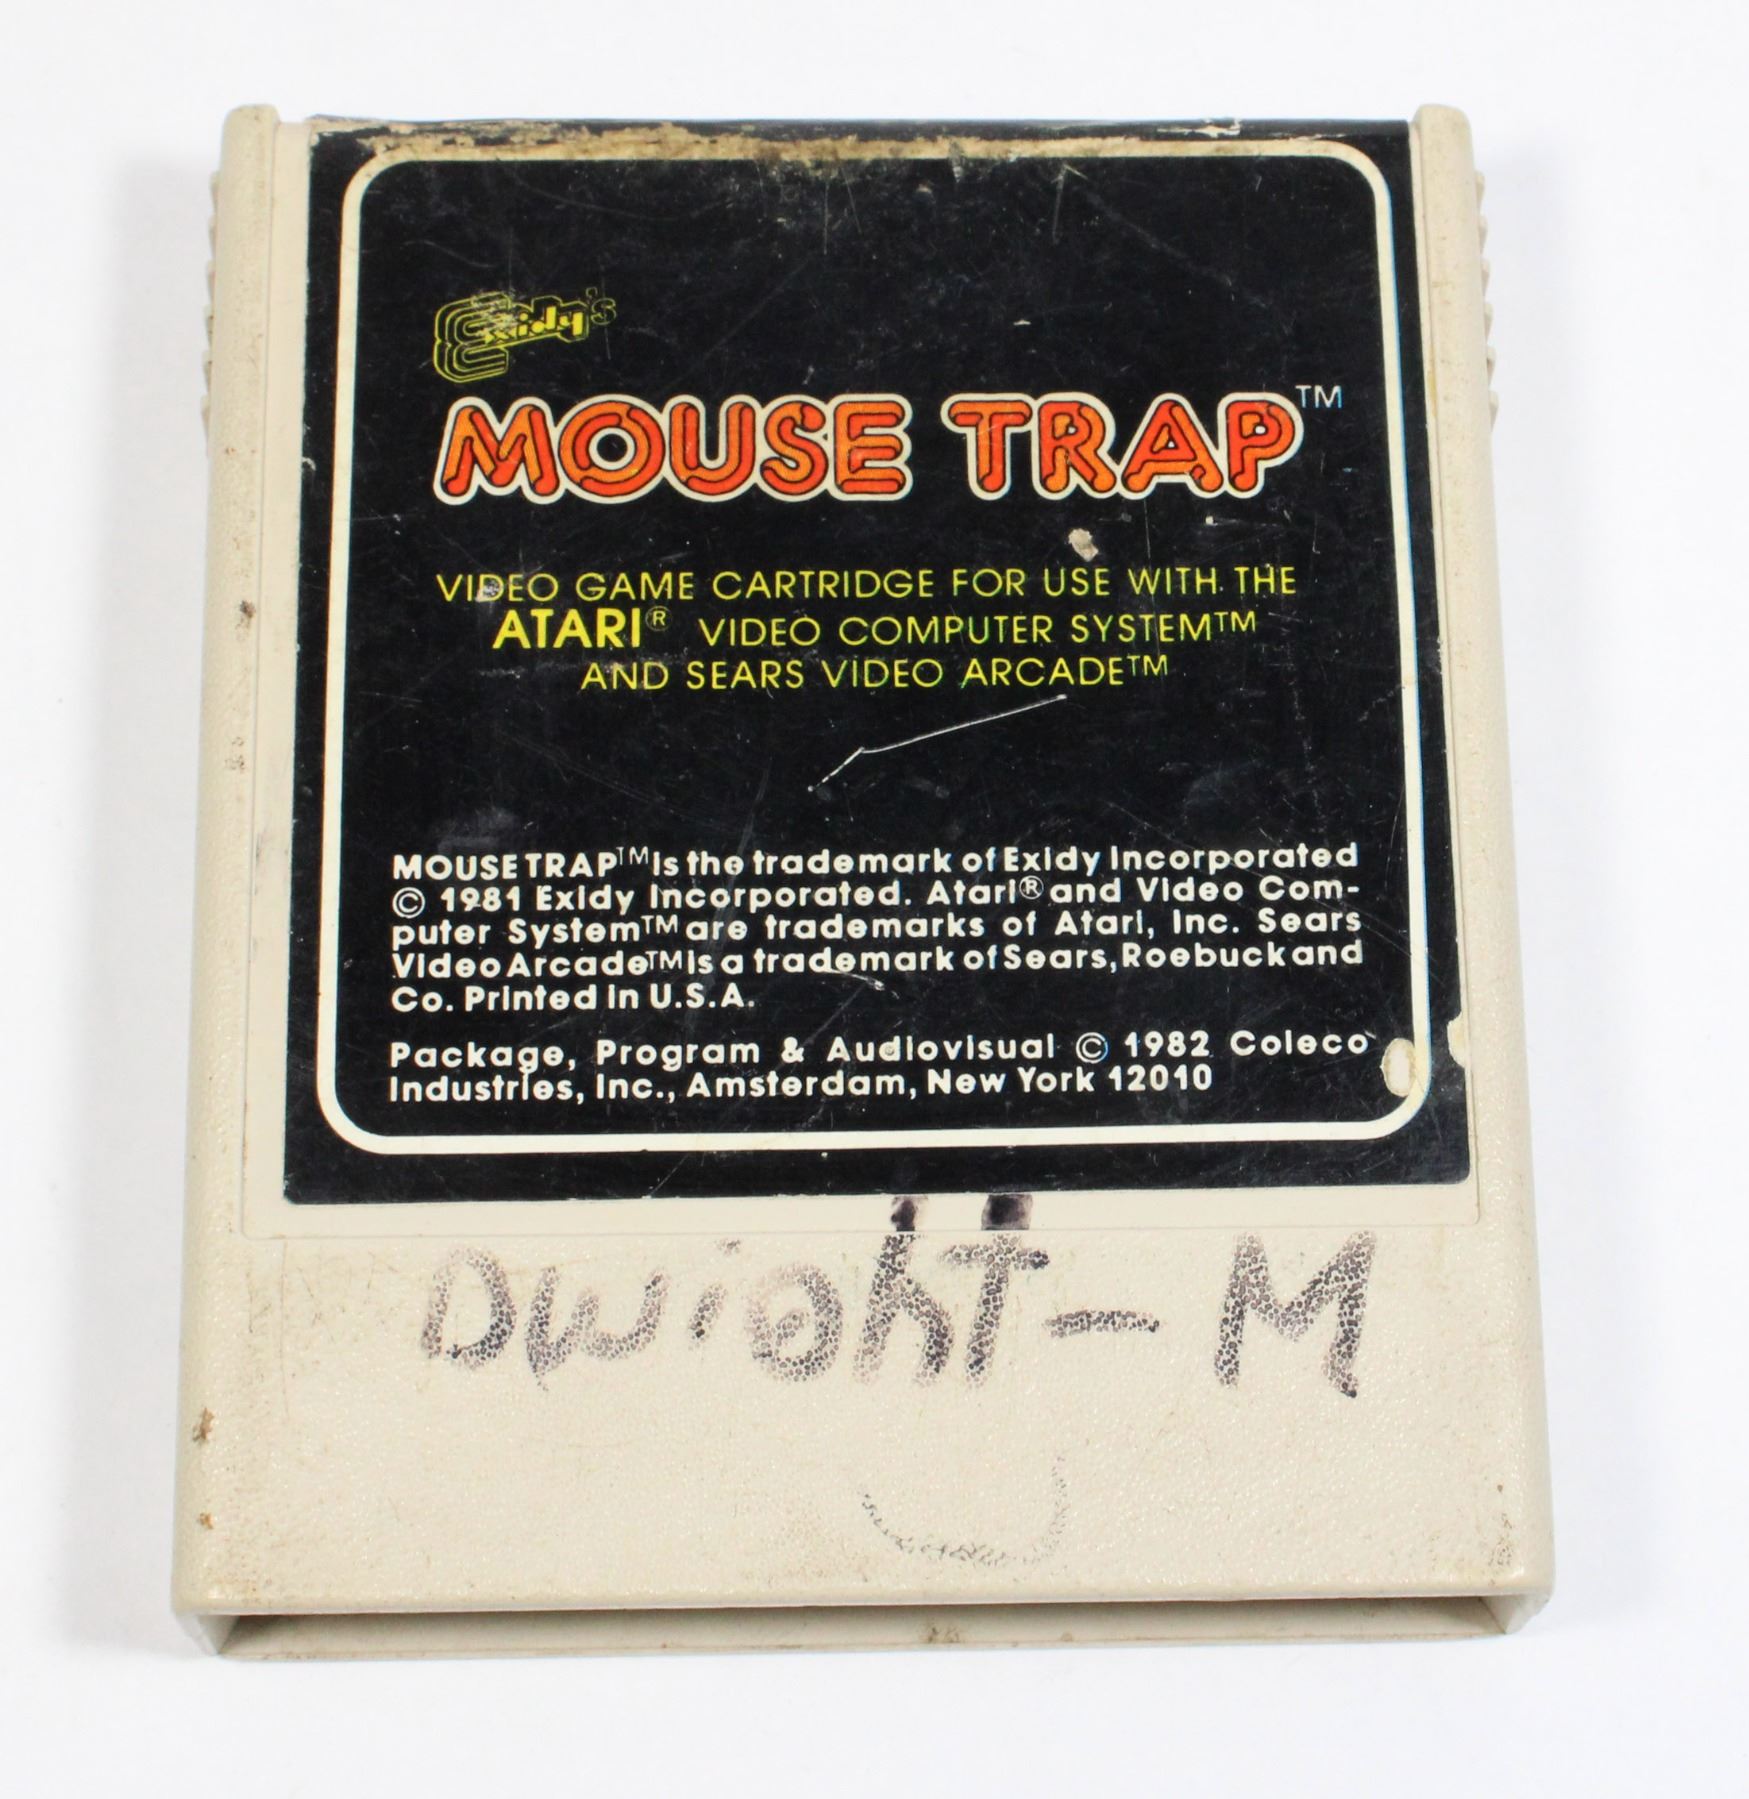 Exidy's
MOUSE TRAP™
VIDEO GAME CARTRIDGE FOR USE WITH THE
ATARI® VIDEO COMPUTER SYSTEM™
AND SEARS VIDEO ARCADE™
MOUSE TRAP™ is the trademark of Exidy Incorporated
© 1981 Exidy Incorporated. Atari® and Video Com-
puter System™ are trademarks of Atari, Inc. Sears
Video Arcade™ is a trademark of Sears, Roebuck and
Co. Printed in U.S.A.
Package, Program & Audiovisual © 1982 Coleco
Industries, Inc., Amsterdam, New York 12010
Dwight - M